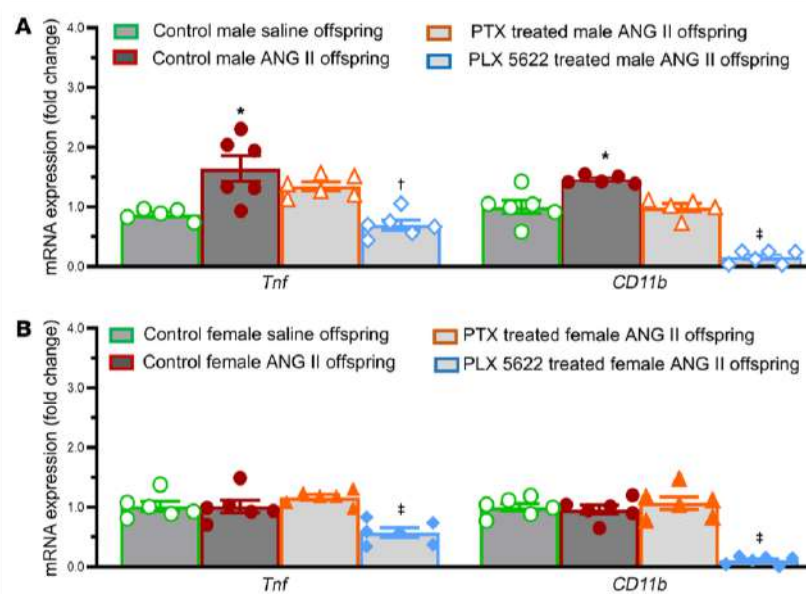 A
mRNA expression (fold change)
4.0
3.0
2.0
1.0
0.0
Control male saline offspring
Control male ANG II offspring
PTX treated male ANG II offspring
PLX 5622 treated male ANG II offspring
*
†
*
‡
Tnf
CD11b
B
mRNA expression (fold change)
4.0
3.0
2.0
1.0
0.0
Control female saline offspring
Control female ANG II offspring
PTX treated female ANG II offspring
PLX 5622 treated female ANG II offspring
‡
‡
Tnf
CD11b